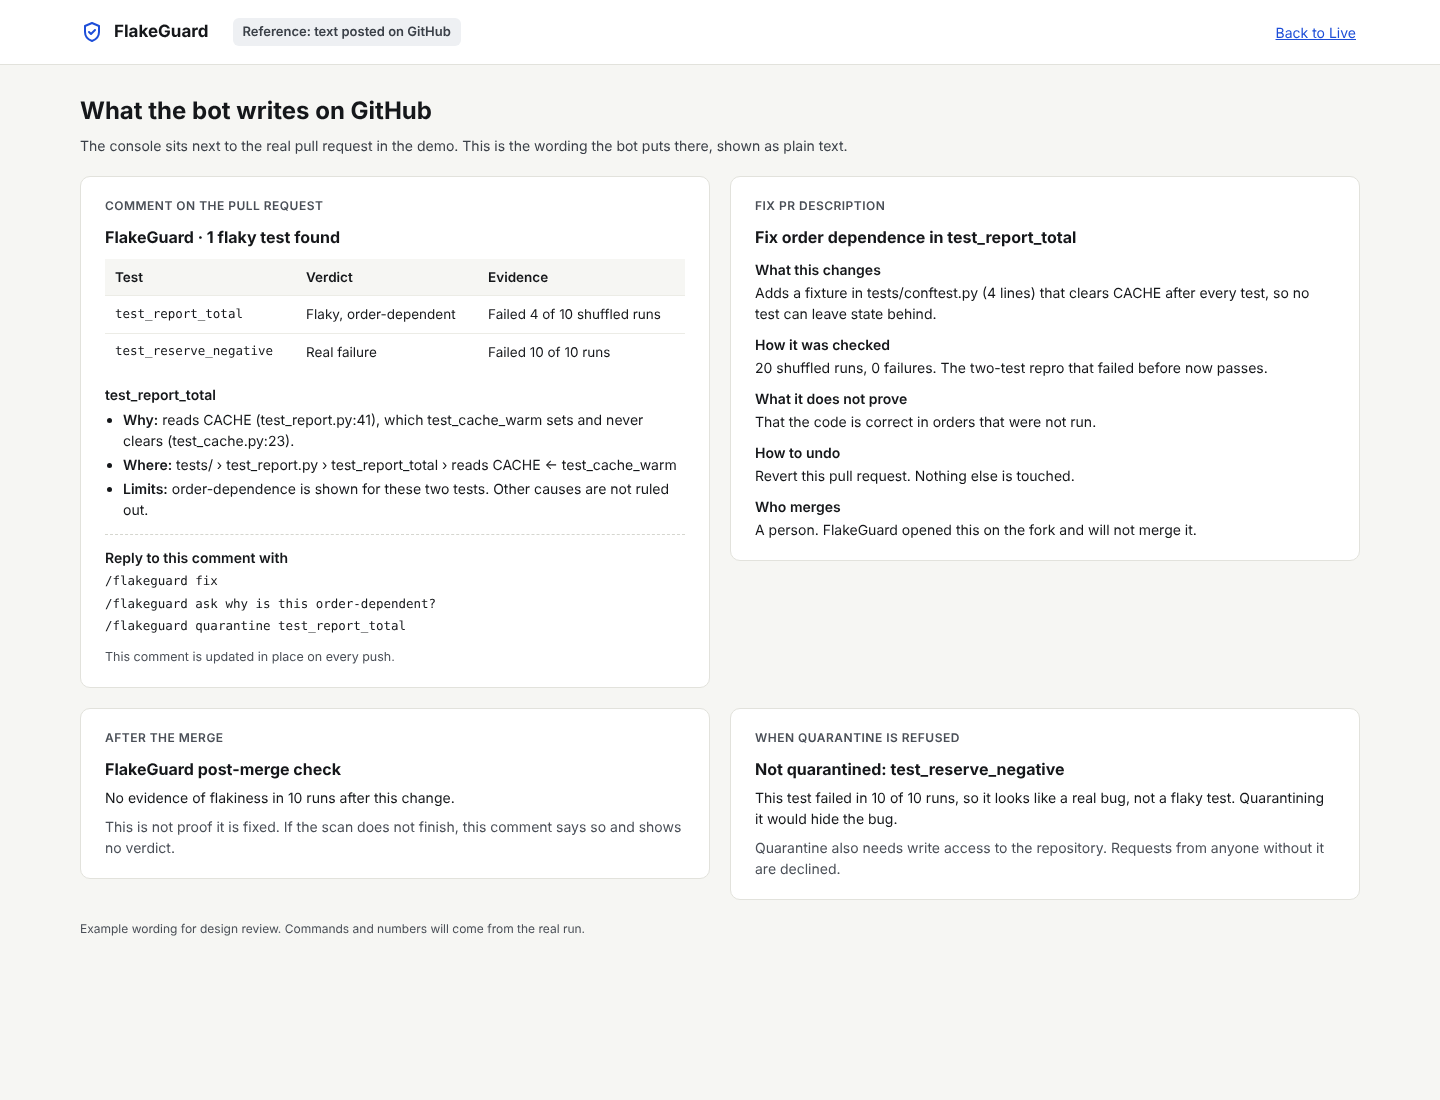 FlakeGuard
Reference: text posted on GitHub
Back to Live
What the bot writes on GitHub
The console sits next to the real pull request in the demo. This is the wording the bot puts there, shown as plain text.
COMMENT ON THE PULL REQUEST
FlakeGuard · 1 flaky test found
Test Verdict Evidence
test_report_total Flaky, order-dependent Failed 4 of 10 shuffled runs
test_reserve_negative Real failure Failed 10 of 10 runs
test_report_total
• Why: reads CACHE (test_report.py:41), which test_cache_warm sets and never
clears (test_cache.py:23).
• Where: tests/ › test_report.py › test_report_total › reads CACHE ← test_cache_warm
• Limits: order-dependence is shown for these two tests. Other causes are not ruled
out.
Reply to this comment with
/flakeguard fix
/flakeguard ask why is this order-dependent?
/flakeguard quarantine test_report_total
This comment is updated in place on every push.
FIX PR DESCRIPTION
Fix order dependence in test_report_total
What this changes
Adds a fixture in tests/conftest.py (4 lines) that clears CACHE after every test, so no
test can leave state behind.
How it was checked
20 shuffled runs, 0 failures. The two-test repro that failed before now passes.
What it does not prove
That the code is correct in orders that were not run.
How to undo
Revert this pull request. Nothing else is touched.
Who merges
A person. FlakeGuard opened this on the fork and will not merge it.
AFTER THE MERGE
FlakeGuard post-merge check
No evidence of flakiness in 10 runs after this change.
This is not proof it is fixed. If the scan does not finish, this comment says so and shows
no verdict.
WHEN QUARANTINE IS REFUSED
Not quarantined: test_reserve_negative
This test failed in 10 of 10 runs, so it looks like a real bug, not a flaky test. Quarantining
it would hide the bug.
Quarantine also needs write access to the repository. Requests from anyone without it
are declined.
Example wording for design review. Commands and numbers will come from the real run.